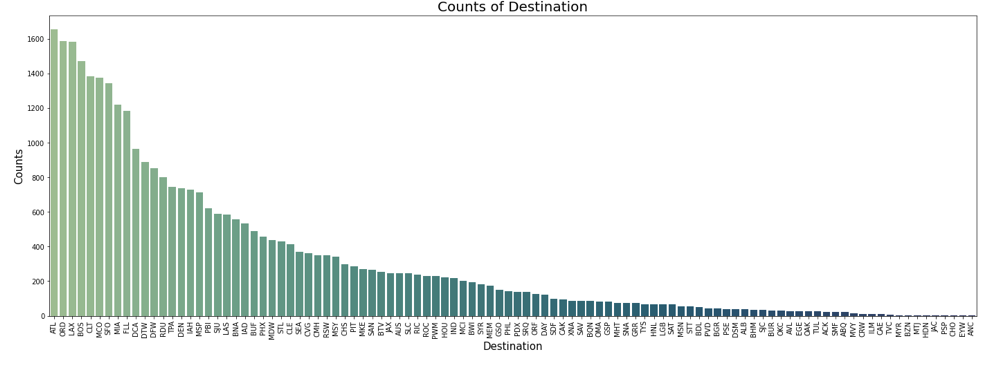 Counts of Destination
Counts
1600
1400
1200
1000
800
600
400
200
0
ATL ORD LAX BOS CLT MCO SFO MIA FLL DCA DTW DFW RDU TPA DEN IAH MSP PBI SJU LAS BNA IAD BUF PHX MDW STL CLE SEA CVG CMH RSW MSY CHS PIT MKE SAN BTV JAX AUS SLC RIC ROC PWM HOU IND MCI BWI SYR MEM GSO PHL PDX SRQ ORF DAY SDF CAK XNA SAV BQN OMA GSP MHT SNA GRR TYS HNL LGB SAT MSN STT BDL PVD BGR PSE DSM ALB BHM SJC BUR OKC AVL EGE OAK TUL ACK SMF ABQ MVY CRW ILM CAE TVC MYR BZN MTJ HDN JAC PSP CHO EYW ANC
Destination